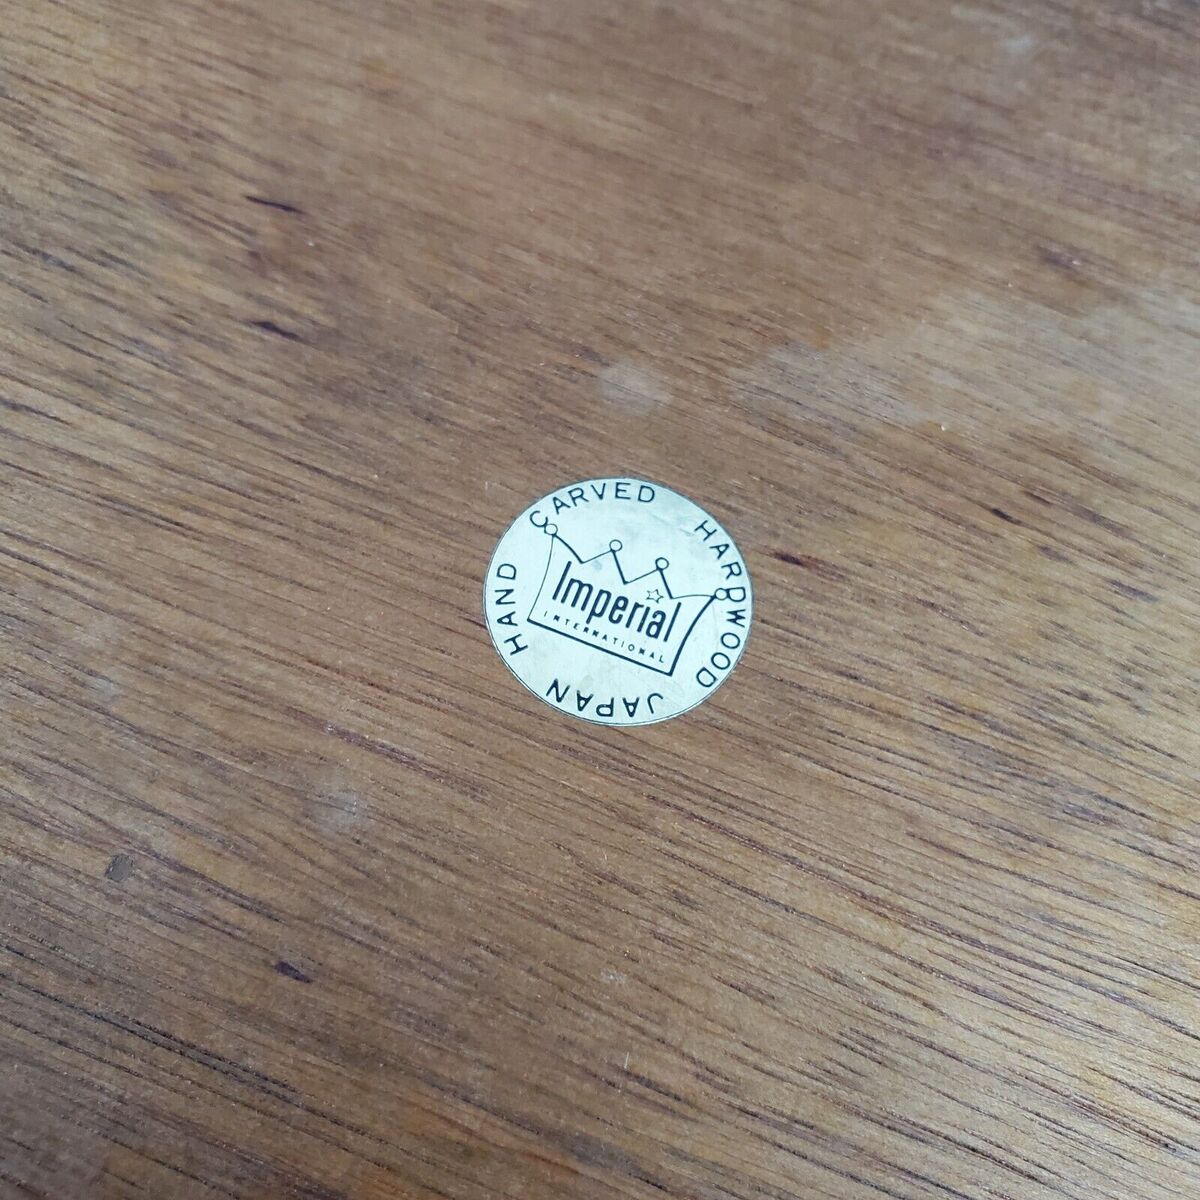 HAND CARVED HARDWOOD JAPAN
Imperial
INTERNATIONAL